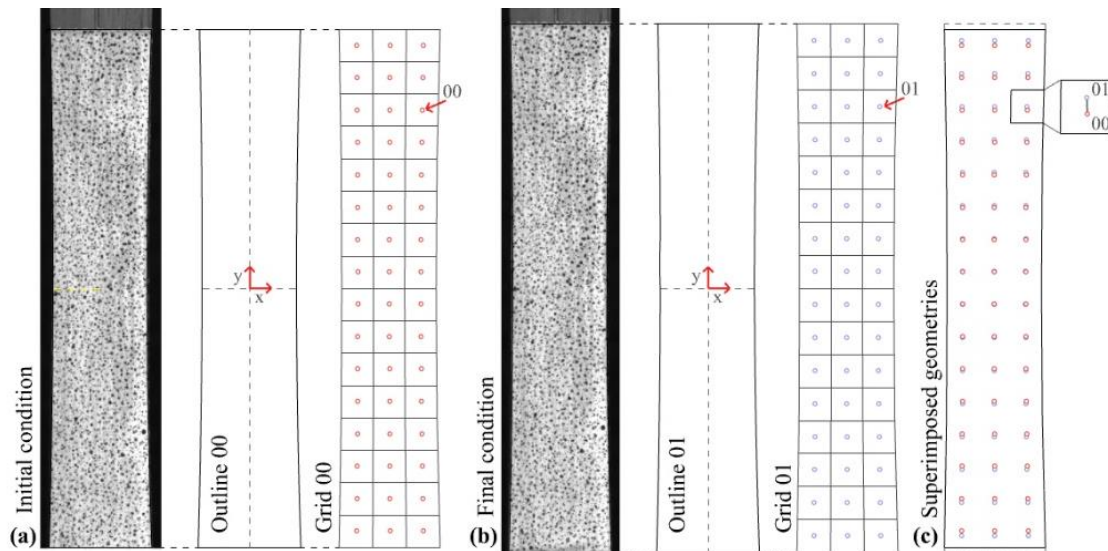 (a)
Initial condition
Outline 00
y
x
Grid 00
00
(b)
Final condition
Outline 01
y
x
Grid 01
01
(c)
Superimposed geometries
01
00